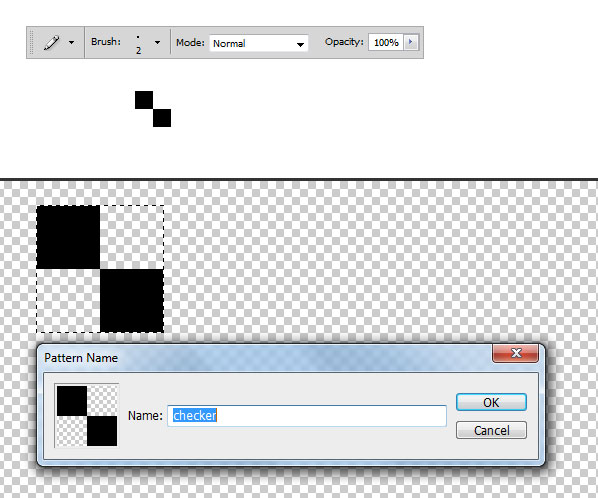 Brush: 2 Mode: Normal Opacity: 100%
Pattern Name
Name: checker
OK
Cancel